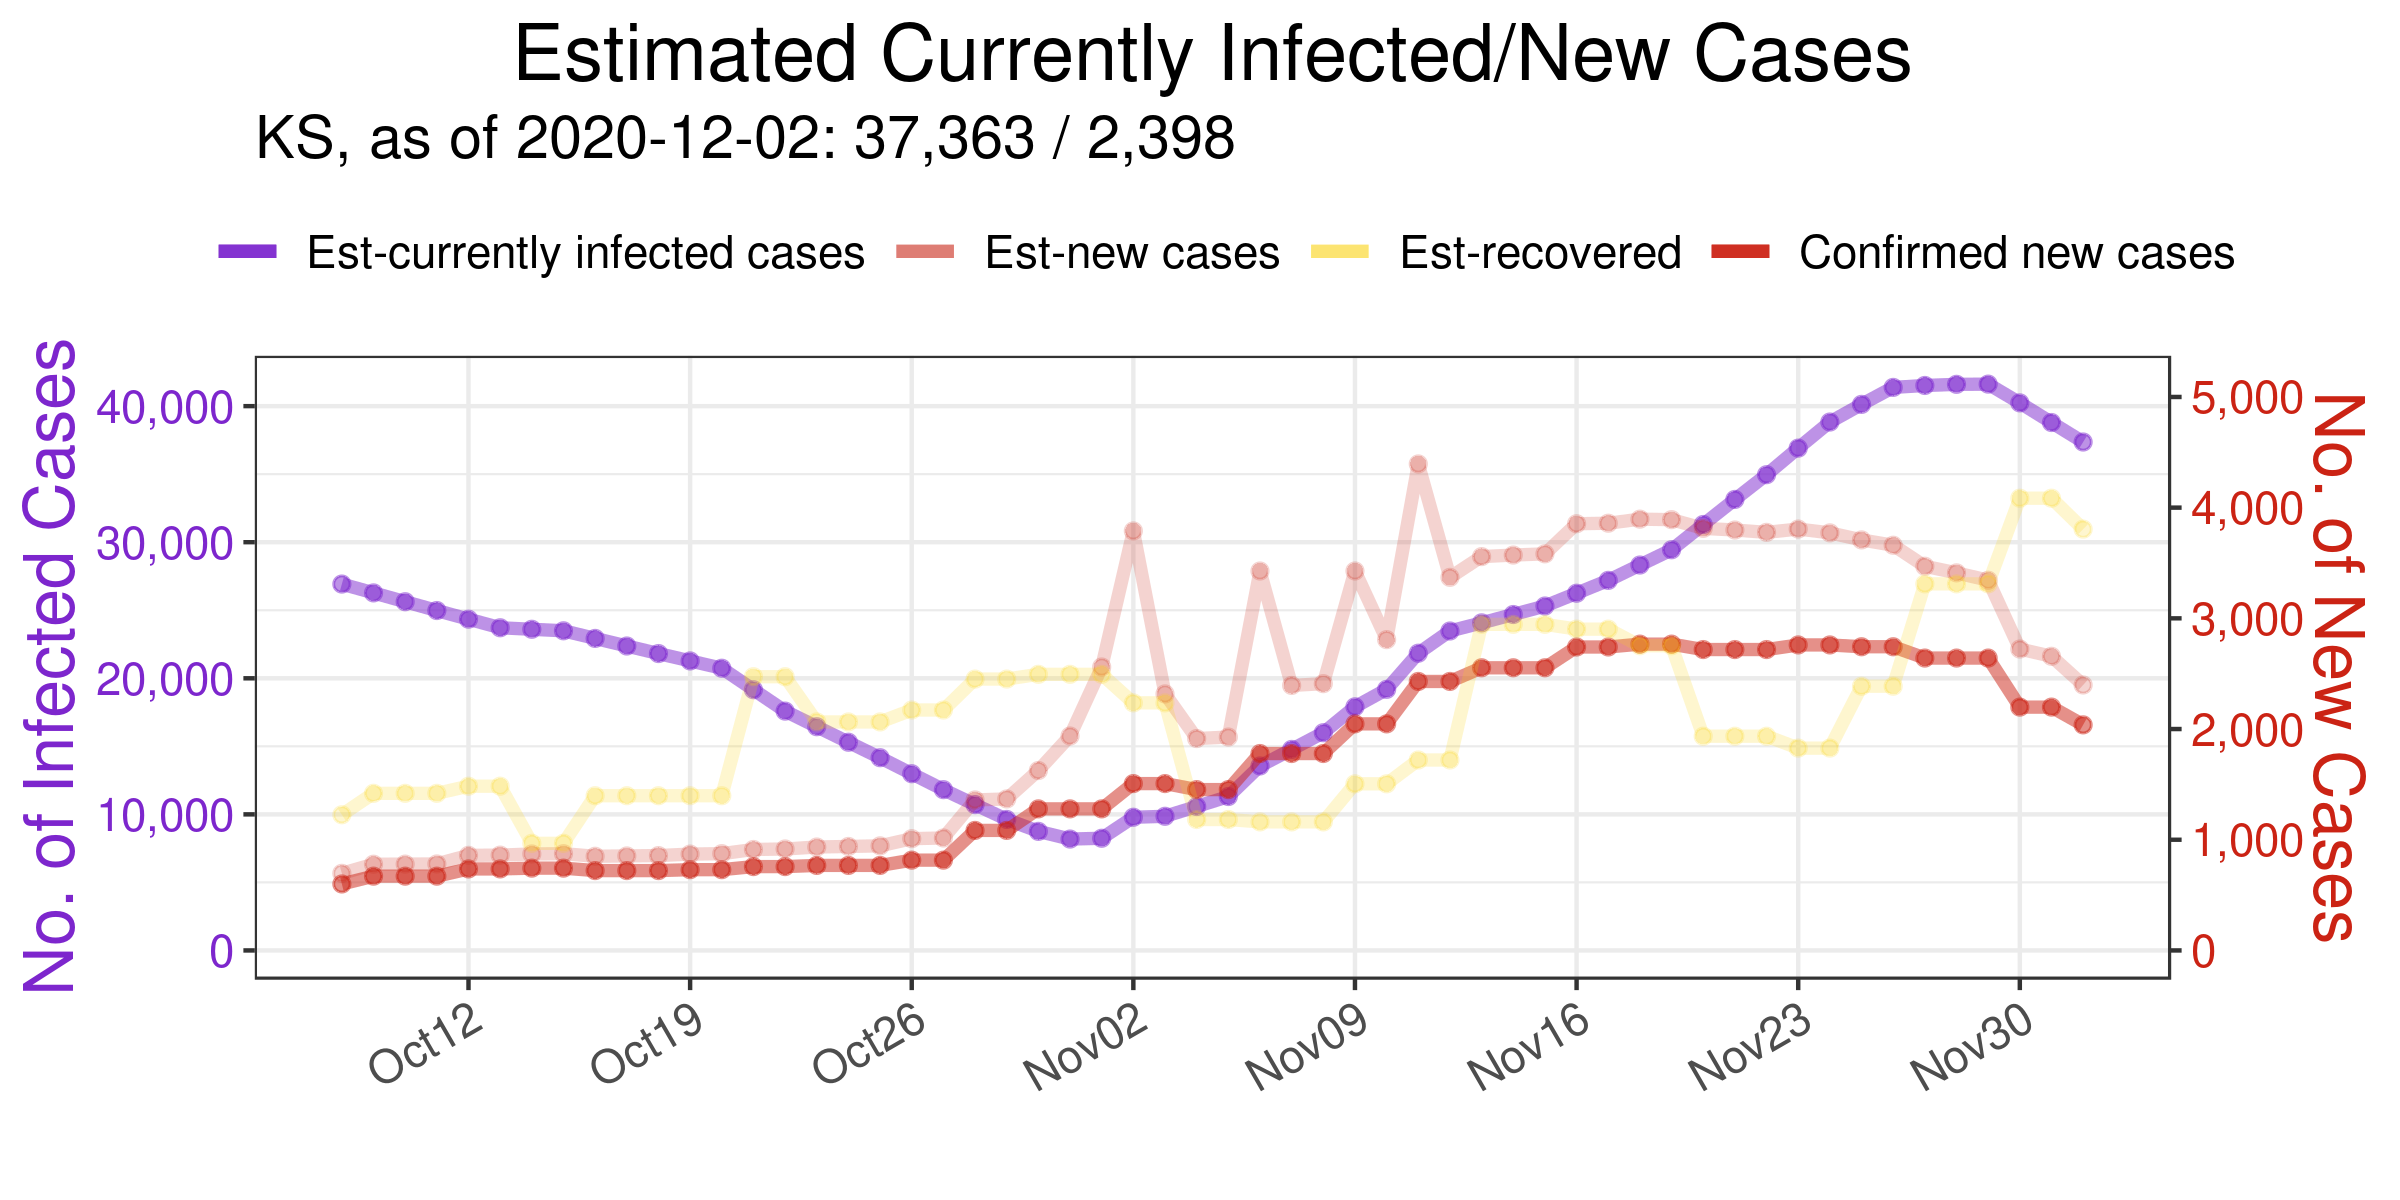 Estimated Currently Infected/New Cases
KS, as of 2020-12-02: 37,363 / 2,398
Est-currently infected cases Est-new cases Est-recovered Confirmed new cases
No. of Infected Cases
40,000
30,000
20,000
10,000
0
5,000
4,000
3,000
2,000
1,000
0
No. of New Cases
Oct12 Oct19 Oct26 Nov02 Nov09 Nov16 Nov23 Nov30